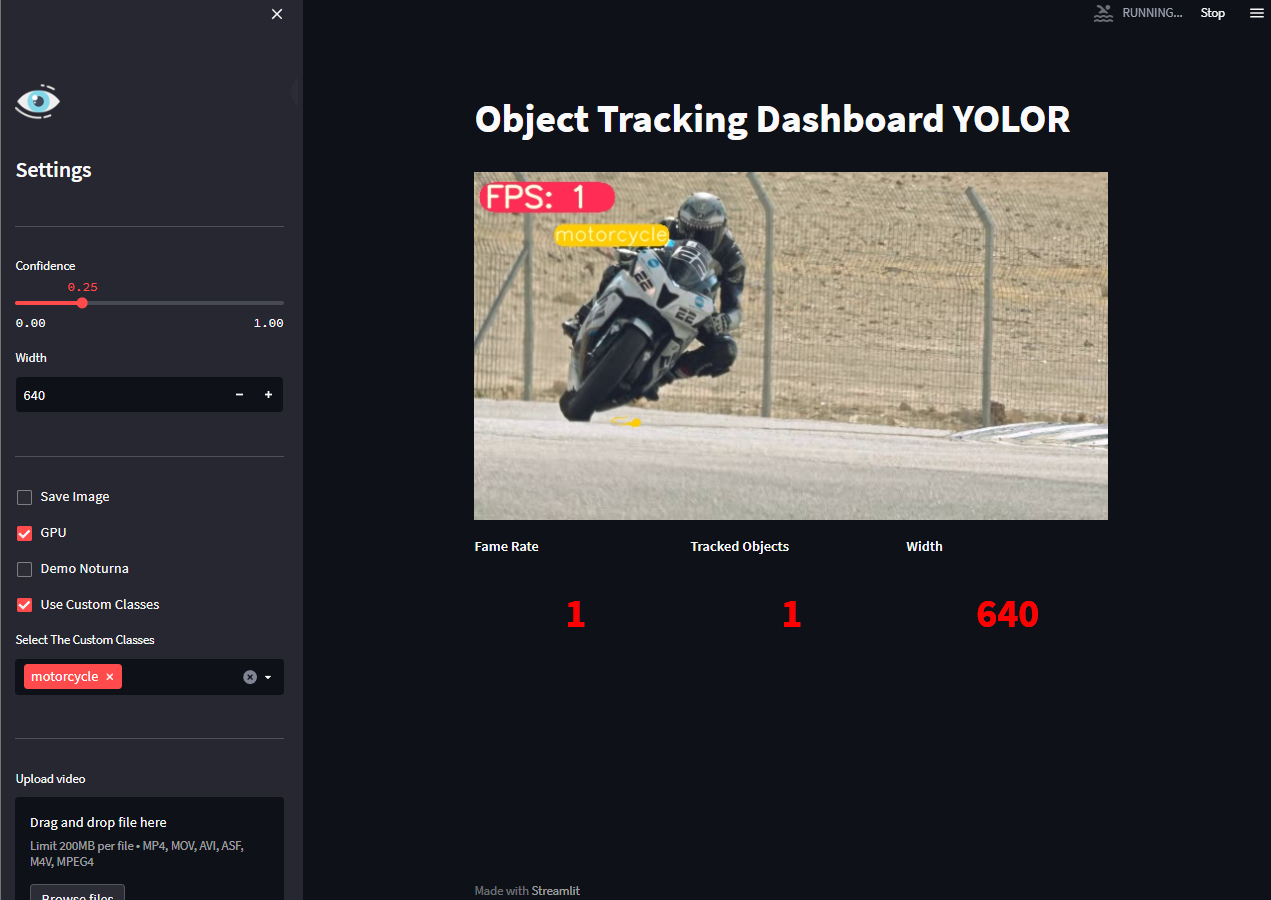 RUNNING...
Stop
Settings
Confidence
0.25
0.00
1.00
Width
640
Save Image
GPU
Demo Noturna
Use Custom Classes
Select The Custom Classes
motorcycle
Upload video
Drag and drop file here
Limit 200MB per file • MP4, MOV, AVI, ASF,
M4V, MPEG4
Browse files
Object Tracking Dashboard YOLOR
FPS: 1
motorcycle
22
22
Fame Rate
Tracked Objects
Width
1
1
640
Made with Streamlit